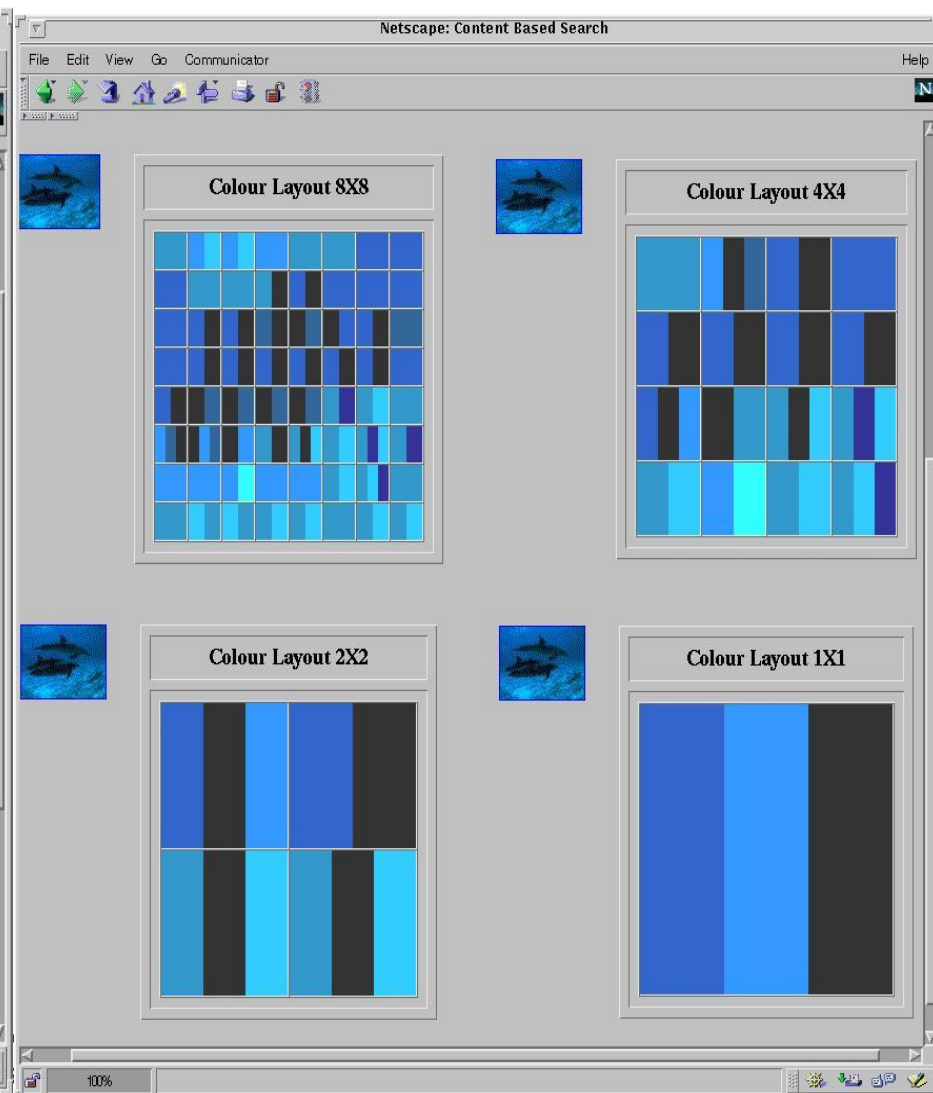 Netscape: Content Based Search
File Edit View Go Communicator Help
N
Colour Layout 8X8
Colour Layout 4X4
Colour Layout 2X2
Colour Layout 1X1
100%